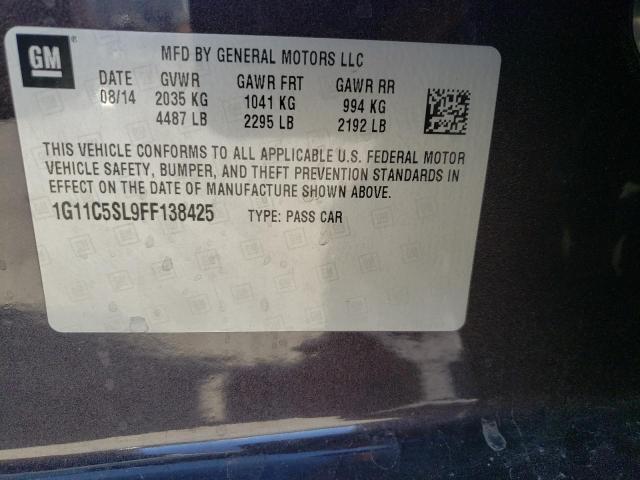 GM
MFD BY GENERAL MOTORS LLC
DATE GVWR GAWR FRT GAWR RR
08/14 2035 KG 1041 KG 994 KG
4487 LB 2295 LB 2192 LB
THIS VEHICLE CONFORMS TO ALL APPLICABLE U.S. FEDERAL MOTOR
VEHICLE SAFETY, BUMPER, AND THEFT PREVENTION STANDARDS IN
EFFECT ON THE DATE OF MANUFACTURE SHOWN ABOVE.
1G11C5SL9FF138425 TYPE: PASS CAR